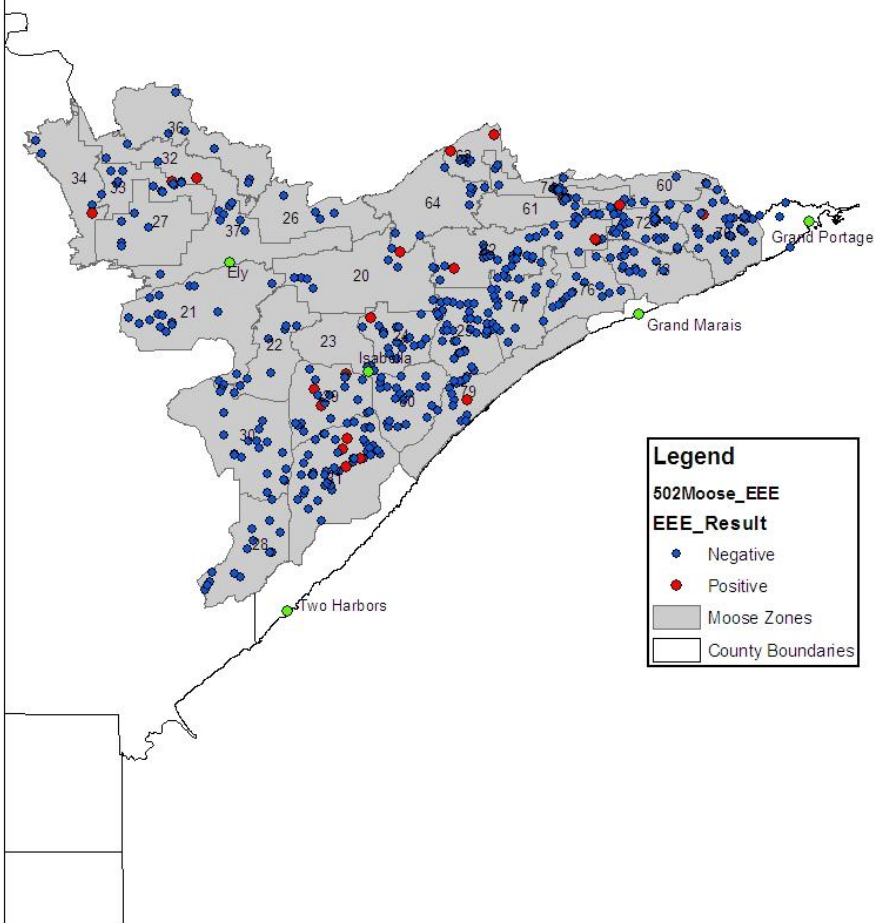 36
32
34
33
27
37
26
64
61
60
72
Grand Portage
Ely
20
21
77
76
Grand Marais
22
23
Isabella
79
30
28
Two Harbors
Legend
502Moose_EEE
EEE_Result
Negative
Positive
Moose Zones
County Boundaries